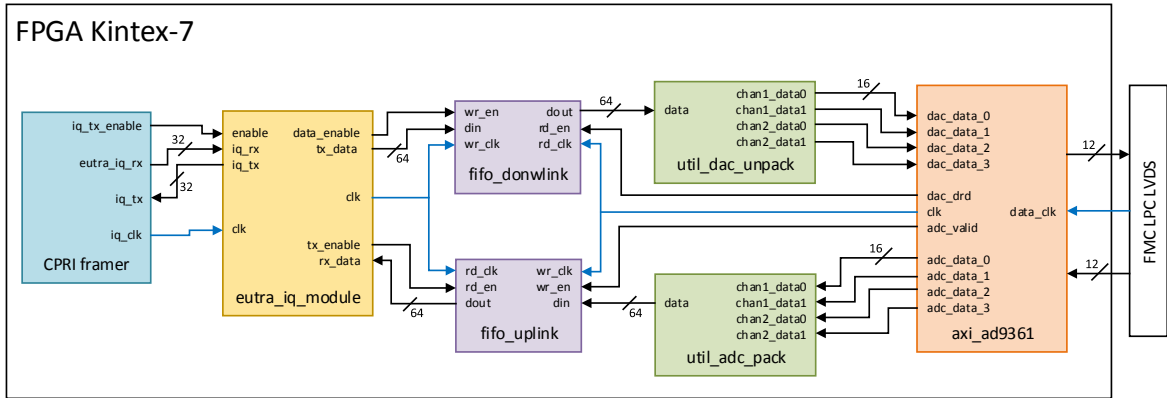 FPGA Kintex-7
iq_tx_enable
eutra_iq_rx
iq_tx
iq_clk
CPRI framer
32
32
enable
iq_rx
iq_tx
clk
data_enable
tx_data
clk
tx_enable
rx_data
eutra_iq_module
64
64
wr_en
din
wr_clk
dout
rd_en
rd_clk
fifo_donwlink
rd_clk
rd_en
dout
wr_clk
wr_en
din
fifo_uplink
64
64
data
chan1_data0
chan1_data1
chan2_data0
chan2_data1
util_dac_unpack
data
chan1_data0
chan1_data1
chan2_data0
chan2_data1
util_adc_pack
16
16
dac_data_0
dac_data_1
dac_data_2
dac_data_3
dac_drd
clk
adc_valid
data_clk
adc_data_0
adc_data_1
adc_data_2
adc_data_3
axi_ad9361
12
12
FMC LPC LVDS